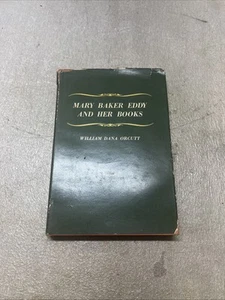 MARY BAKER EDDY
AND HER BOOKS
WILLIAM DANA ORCUTT